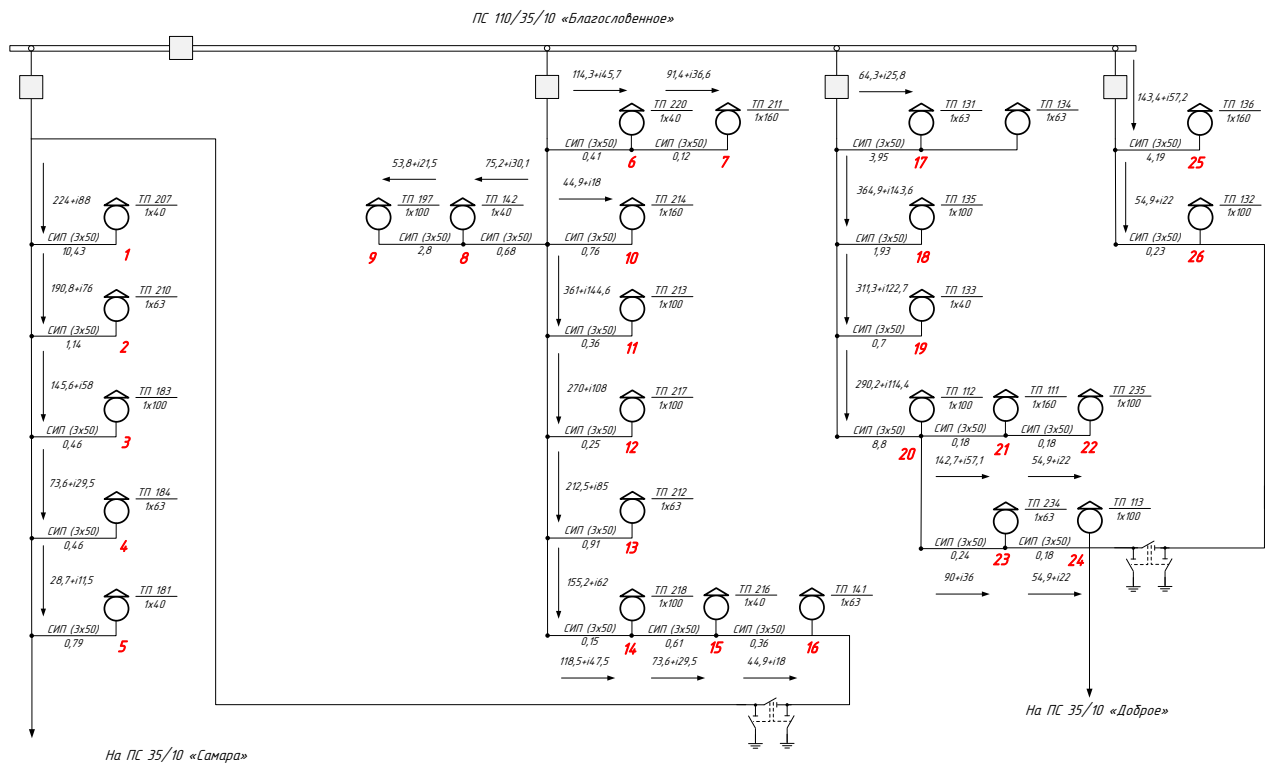 ПС 110/35/10 «Благословенное»
224+i88
ТП 207
1х40
СИП (3х50)
10,43
1
190,8+i76
ТП 210
1х63
СИП (3х50)
1,14
2
145,6+i58
ТП 183
1х100
СИП (3х50)
0,46
3
73,6+i29,5
ТП 184
1х63
СИП (3х50)
0,46
4
28,7+i11,5
ТП 181
1х40
СИП (3х50)
0,79
5
На ПС 35/10 «Самара»
114,3+i45,7
91,4+i36,6
ТП 220
1х40
ТП 211
1х160
СИП (3х50)
0,41
6
СИП (3х50)
0,12
7
53,8+i21,5
75,2+i30,1
ТП 197
1х100
ТП 142
1х40
СИП (3х50)
2,8
9
8
СИП (3х50)
0,68
44,9+i18
ТП 214
1х160
СИП (3х50)
0,76
10
361+i144,6
ТП 213
1х100
СИП (3х50)
0,36
11
270+i108
ТП 217
1х100
СИП (3х50)
0,25
12
212,5+i85
ТП 212
1х63
СИП (3х50)
0,91
13
155,2+i62
ТП 218
1х100
ТП 216
1х40
ТП 141
1х63
СИП (3х50)
0,15
14
СИП (3х50)
0,61
15
СИП (3х50)
0,36
16
118,5+i47,5
73,6+i29,5
44,9+i18
64,3+i25,8
ТП 131
1х63
ТП 134
1х63
СИП (3х50)
3,95
17
364,9+i143,6
ТП 135
1х100
СИП (3х50)
1,93
18
311,3+i122,7
ТП 133
1х40
СИП (3х50)
0,7
19
290,2+i114,4
ТП 112
1х100
ТП 111
1х160
ТП 235
1х100
СИП (3х50)
8,8
20
СИП (3х50)
0,18
21
СИП (3х50)
0,18
22
142,7+i57,1
54,9+i22
ТП 234
1х63
ТП 113
1х100
СИП (3х50)
0,24
23
СИП (3х50)
0,18
24
90+i36
54,9+i22
На ПС 35/10 «Доброе»
143,4+i57,2
ТП 136
1х160
СИП (3х50)
4,19
25
54,9+i22
ТП 132
1х100
СИП (3х50)
0,23
26